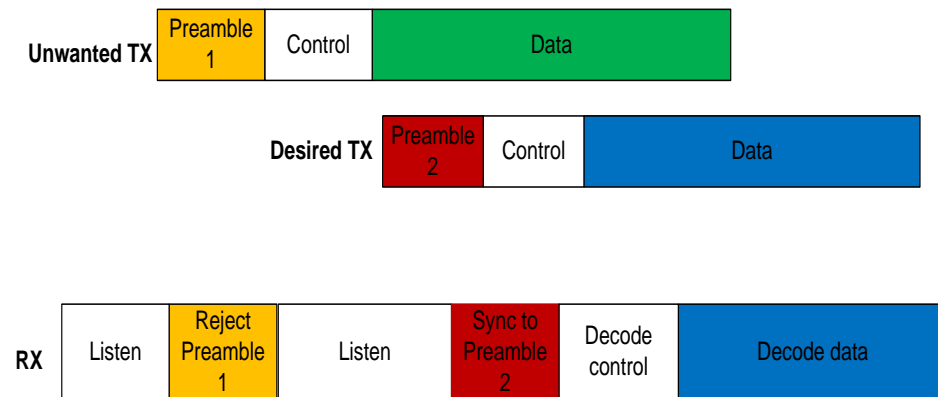 Unwanted TX
Preamble
1
Control
Data
Desired TX
Preamble
2
Control
Data
RX
Listen
Reject
Preamble
1
Listen
Sync to
Preamble
2
Decode
control
Decode data